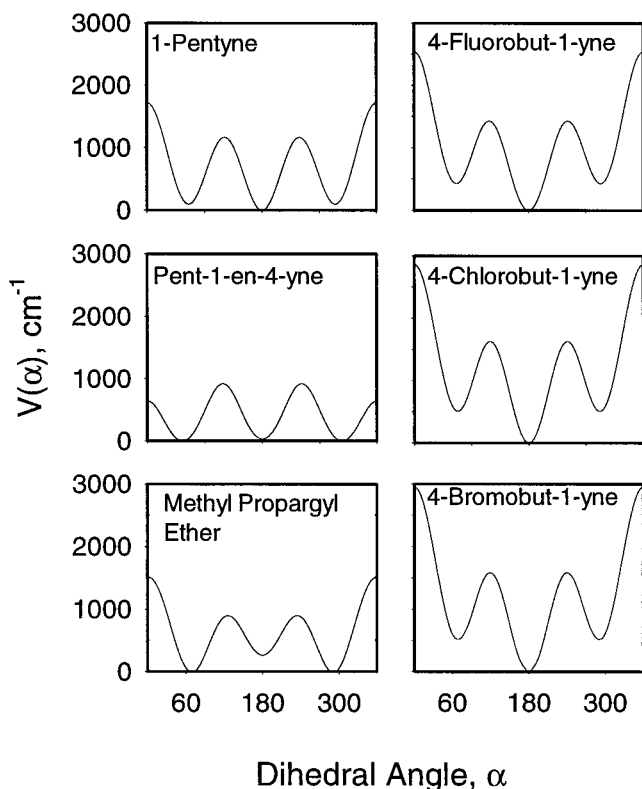 1-Pentyne
4-Fluorobut-1-yne
3000
2000
1000
0
Pent-1-en-4-yne
4-Chlorobut-1-yne
3000
2000
1000
0
V(α), cm⁻¹
Methyl Propargyl
Ether
4-Bromobut-1-yne
3000
2000
1000
0
60 180 300
60 180 300
Dihedral Angle, α